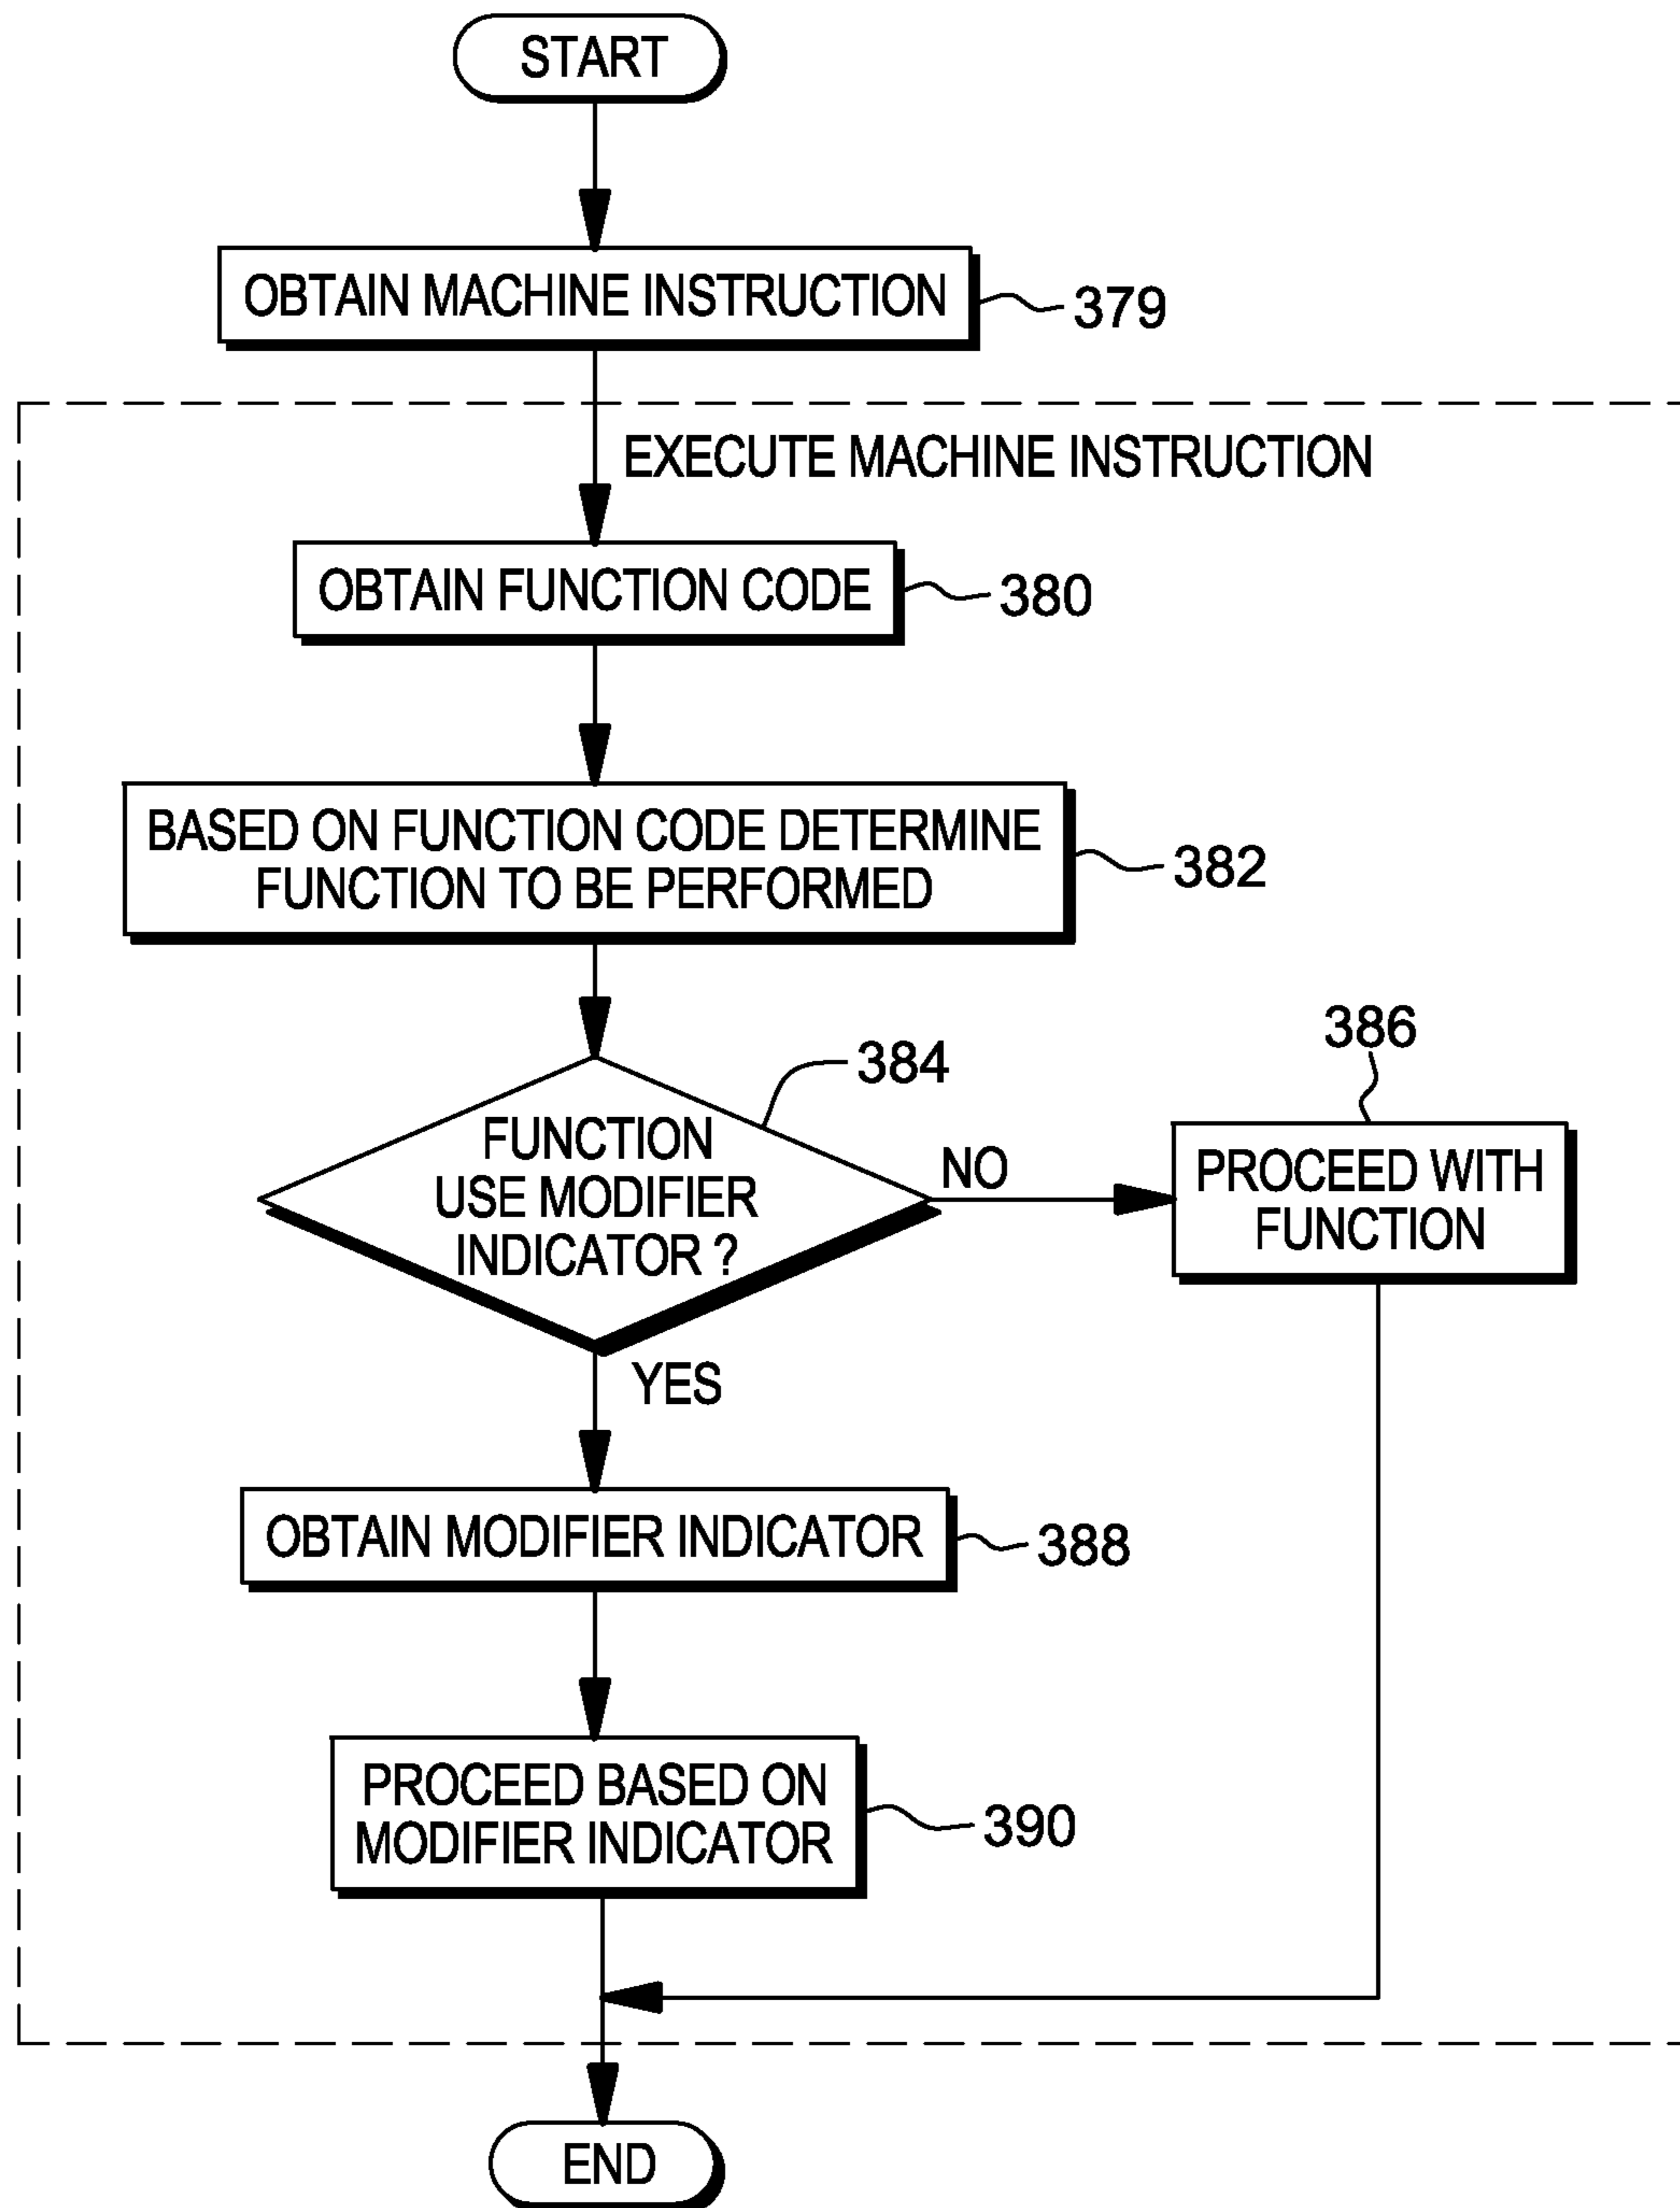 START
OBTAIN MACHINE INSTRUCTION
379
EXECUTE MACHINE INSTRUCTION
OBTAIN FUNCTION CODE
380
BASED ON FUNCTION CODE DETERMINE
FUNCTION TO BE PERFORMED
382
384
FUNCTION
USE MODIFIER
INDICATOR ?
NO
386
PROCEED WITH
FUNCTION
YES
OBTAIN MODIFIER INDICATOR
388
PROCEED BASED ON
MODIFIER INDICATOR
390
END